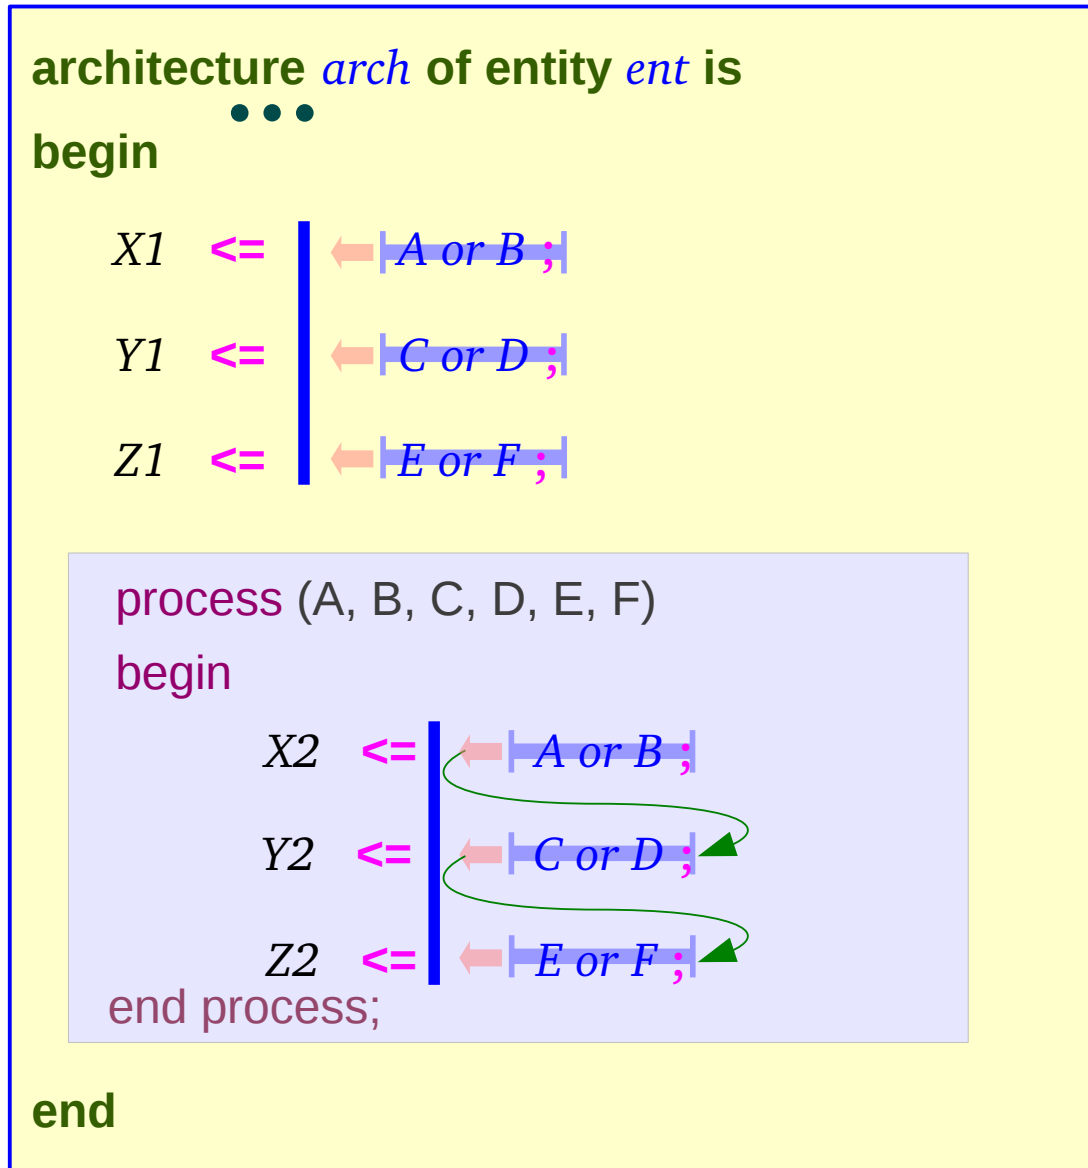 architecture arch of entity ent is
● ● ●
begin
X1 <= A or B ;
Y1 <= C or D ;
Z1 <= E or F ;
process (A, B, C, D, E, F)
begin
X2 <= A or B ;
Y2 <= C or D ;
Z2 <= E or F ;
end process;
end